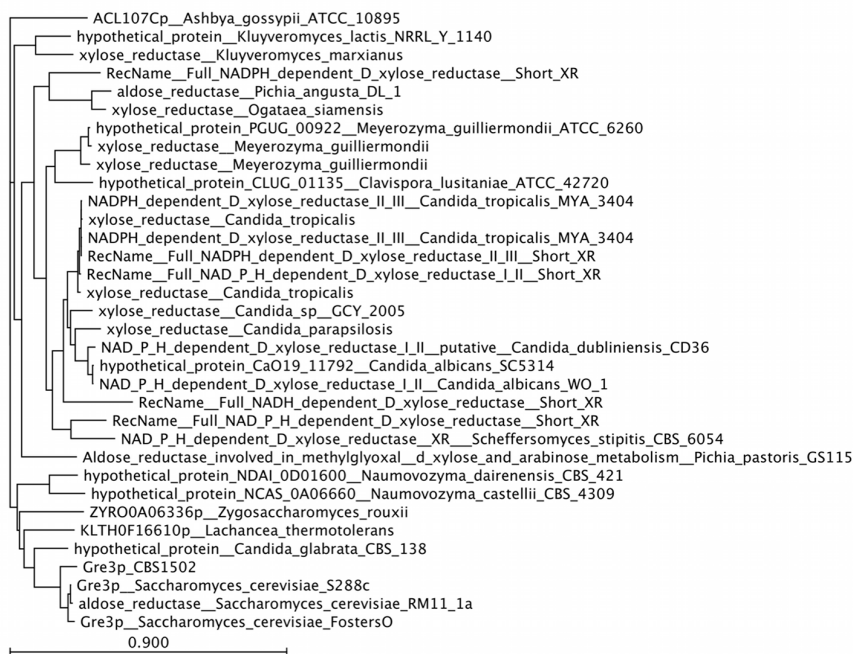 ACL107Cp__Ashbya_gossypii_ATCC_10895
hypothetical_protein__Kluyveromyces_lactis_NRRL_Y_1140
xylose_reductase__Kluyveromyces_marxianus
RecName__Full_NADPH_dependent_D_xylose_reductase__Short_XR
aldose_reductase__Pichia_angusta_DL_1
xylose_reductase__Ogataea_siamensis
hypothetical_protein_PGUG_00922__Meyerozyma_guilliermondii_ATCC_6260
xylose_reductase__Meyerozyma_guilliermondii
xylose_reductase__Meyerozyma_guilliermondii
hypothetical_protein_CLUG_01135__Clavispora_lusitaniae_ATCC_42720
NADPH_dependent_D_xylose_reductase_II_III__Candida_tropicalis_MYA_3404
xylose_reductase__Candida_tropicalis
NADPH_dependent_D_xylose_reductase_II_III__Candida_tropicalis_MYA_3404
RecName__Full_NADPH_dependent_D_xylose_reductase_II_III__Short_XR
RecName__Full_NAD_P_H_dependent_D_xylose_reductase_I_II__Short_XR
xylose_reductase__Candida_tropicalis
xylose_reductase__Candida_sp__GCY_2005
xylose_reductase__Candida_parapsilosis
NAD_P_H_dependent_D_xylose_reductase_I_II__putative__Candida_dubliniensis_CD36
hypothetical_protein_CaO19_11792__Candida_albicans_SC5314
NAD_P_H_dependent_D_xylose_reductase_I_II__Candida_albicans_WO_1
RecName__Full_NADH_dependent_D_xylose_reductase__Short_XR
RecName__Full_NAD_P_H_dependent_D_xylose_reductase__Short_XR
NAD_P_H_dependent_D_xylose_reductase__XR___Scheffersomyces_stipitis_CBS_6054
Aldose_reductase_involved_in_methylglyoxal__d_xylose_and_arabinose_metabolism__Pichia_pastoris_GS115
hypothetical_protein_NDAI_0D01600__Naumovozyma_dairenensis_CBS_421
hypothetical_protein_NCAS_0A06660__Naumovozyma_castellii_CBS_4309
ZYRO0A06336p__Zygosaccharomyces_rouxii
KLTH0F16610p__Lachancea_thermotolerans
hypothetical_protein__Candida_glabrata_CBS_138
Gre3p_CBS1502
Gre3p__Saccharomyces_cerevisiae_S288c
aldose_reductase__Saccharomyces_cerevisiae_RM11_1a
Gre3p__Saccharomyces_cerevisiae_FostersO
0.900